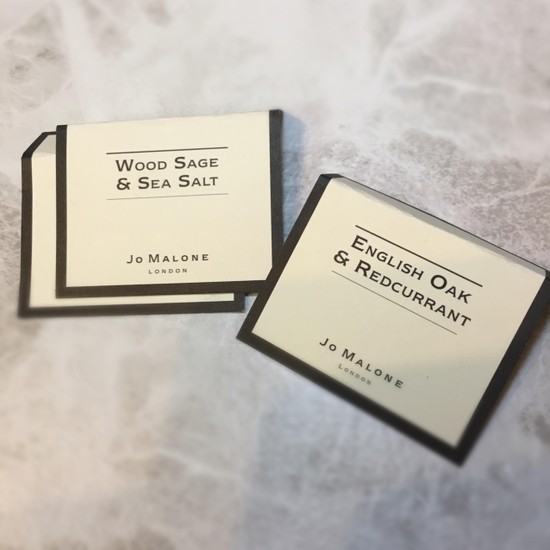 Wood Sage
& Sea Salt
Jo Malone
London
English Oak
& Redcurrant
Jo Malone
London